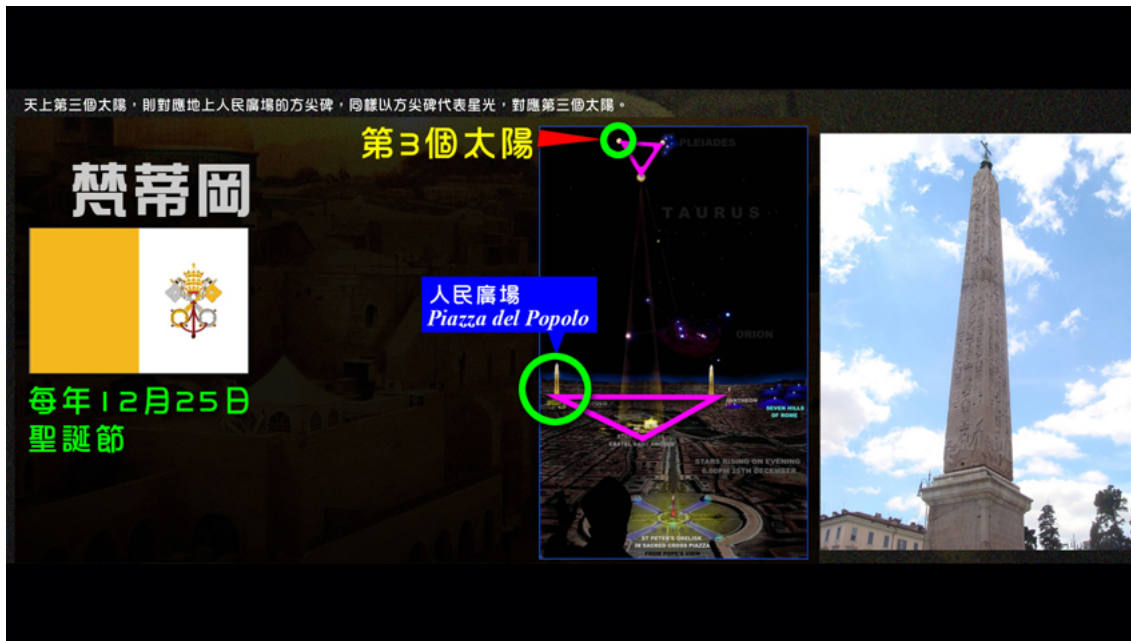 天上第三個太陽，則對應地上人民廣場的方尖碑，同樣以方尖碑代表星光，對應第三個太陽。
第3個太陽
梵蒂岡
每年12月25日
聖誕節
PLEIADES
TAURUS
人民廣場
Piazza del Popolo
ORION
PANTHEON
SEVEN HILLS
OF ROME
STARS RISING ON EVENING
6.00PM 25TH DECEMBER
ST PETER'S OBELISK
IN SACRED CROSS PIAZZA
FROM POPE'S VIEW